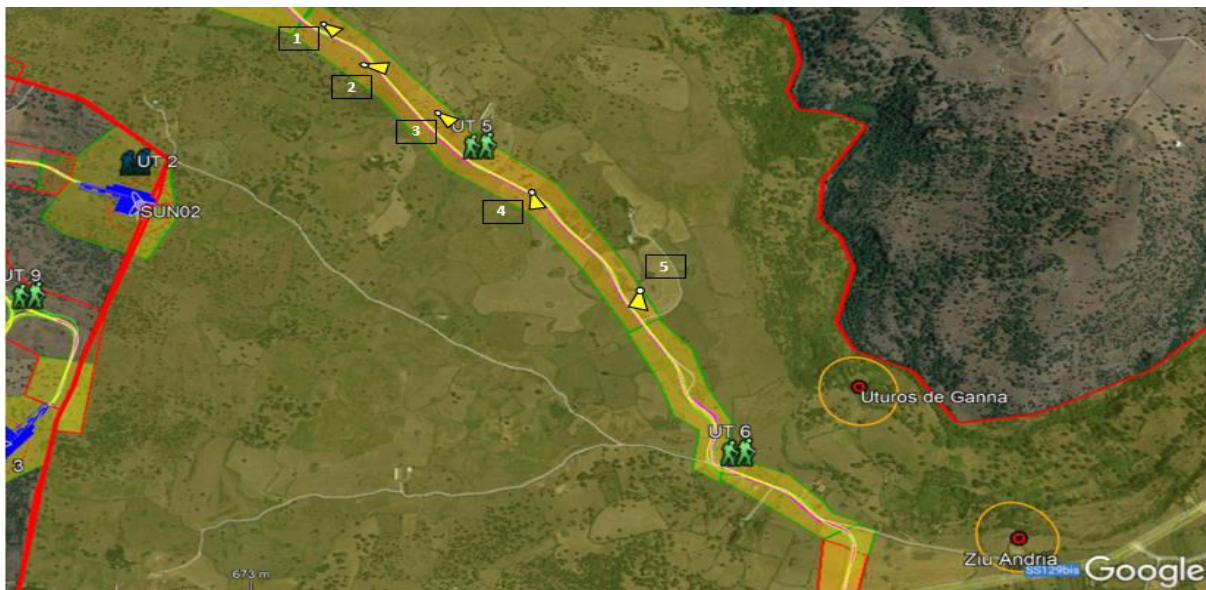 1
2
3
UT 5
UT 2
4
SUN02
5
UT 9
Uturos de Ganna
UT 6
3
Ziu Andria
673 m
SS129bis
Google